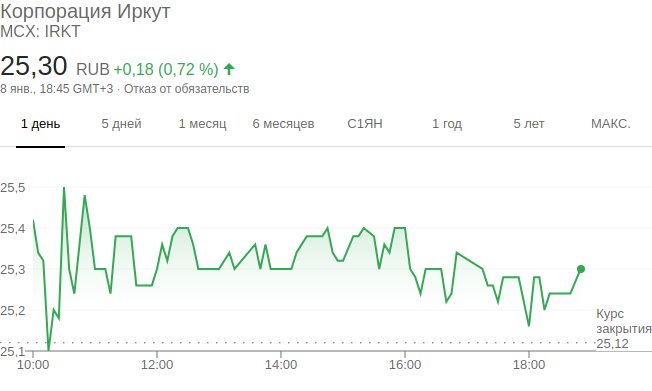 Корпорация Иркут
MCX: IRKT
25,30 RUB +0,18 (0,72 %)
8 янв., 18:45 GMT+3 · Отказ от обязательств
1 день 5 дней 1 месяц 6 месяцев С1ЯН 1 год 5 лет МАКС.
25,5
25,4
25,3
25,2
25,1
Курс
закрытия
25,12
10:00 12:00 14:00 16:00 18:00